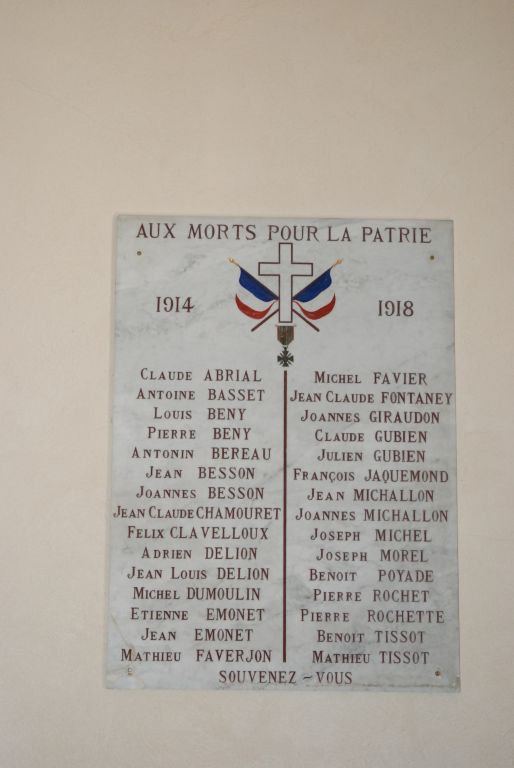 AUX MORTS POUR LA PATRIE
1914 1918
CLAUDE ABRIAL
ANTOINE BASSET
LOUIS BENY
PIERRE BENY
ANTONIN BEREAU
JEAN BESSON
JOANNES BESSON
JEAN CLAUDE CHAMOURET
FELIX CLAVELLOUX
ADRIEN DELION
JEAN LOUIS DELION
MICHEL DUMOULIN
ETIENNE EMONET
JEAN EMONET
MATHIEU FAVERJON
MICHEL FAVIER
JEAN CLAUDE FONTANEY
JOANNES GIRAUDON
CLAUDE GUBIEN
JULIEN GUBIEN
FRANÇOIS JAQUEMOND
JEAN MICHALLON
JOANNES MICHALLON
JOSEPH MICHEL
JOSEPH MOREL
BENOIT POYADE
PIERRE ROCHET
PIERRE ROCHETTE
BENOIT TISSOT
MATHIEU TISSOT
SOUVENEZ ~ VOUS